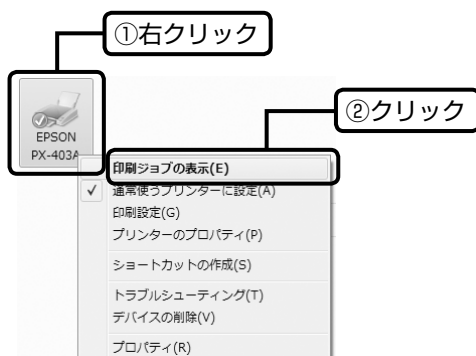 ①右クリック
②クリック
EPSON
PX-403A
印刷ジョブの表示(E)
通常使うプリンターに設定(A)
印刷設定(G)
プリンターのプロパティ(P)
ショートカットの作成(S)
トラブルシューティング(T)
デバイスの削除(V)
プロパティ(R)